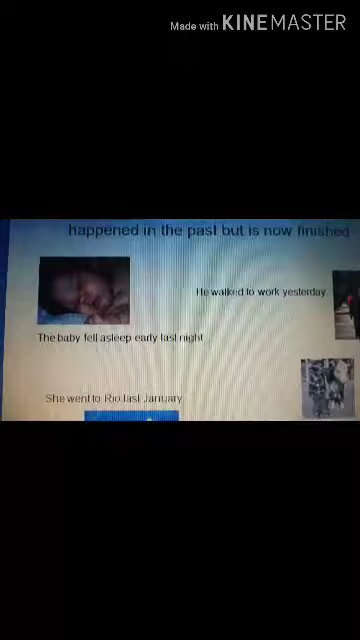 Made with KINEMASTER
happened in the past but is now finished
He walked to work yesterday.
The baby fell asleep early last night
She went to Rio last January